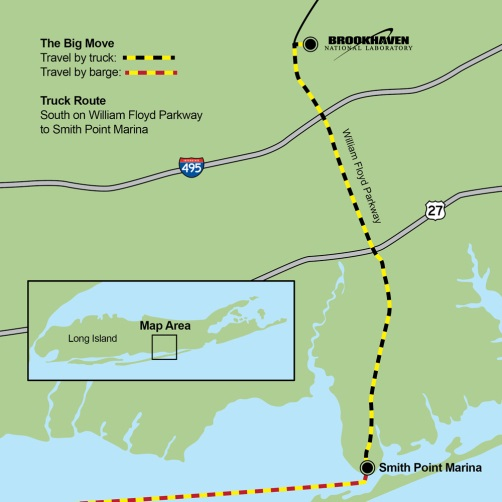 The Big Move
Travel by truck:
Travel by barge:
Truck Route
South on William Floyd Parkway
to Smith Point Marina
BROOKHAVEN
NATIONAL LABORATORY
INTERSTATE
495
William Floyd Parkway
27
Long Island
Map Area
Smith Point Marina